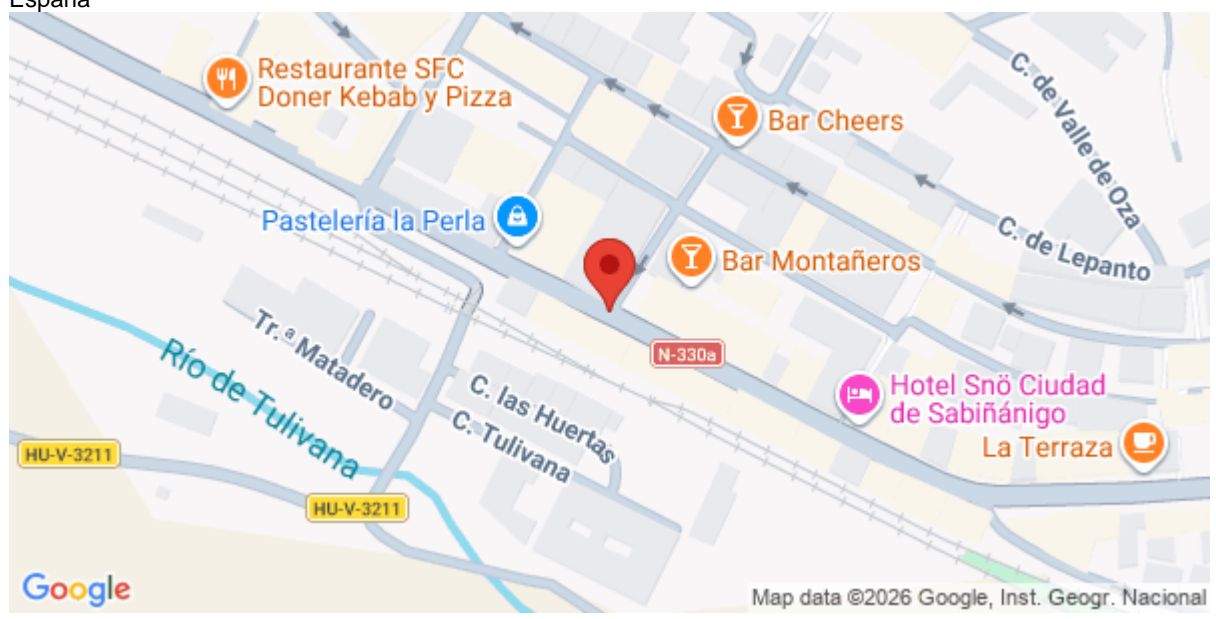 España
Restaurante SFC
Doner Kebab y Pizza
Bar Cheers
C. de Valle de Oza
Pastelería la Perla
Bar Montañeros
C. de Lepanto
N-330a
Tr.ª Matadero
Río de Tulivana
C. las Huertas
C. Tulivana
Hotel Snö Ciudad
de Sabiñánigo
La Terraza
HU-V-3211
HU-V-3211
Google
Map data ©2026 Google, Inst. Geogr. Nacional